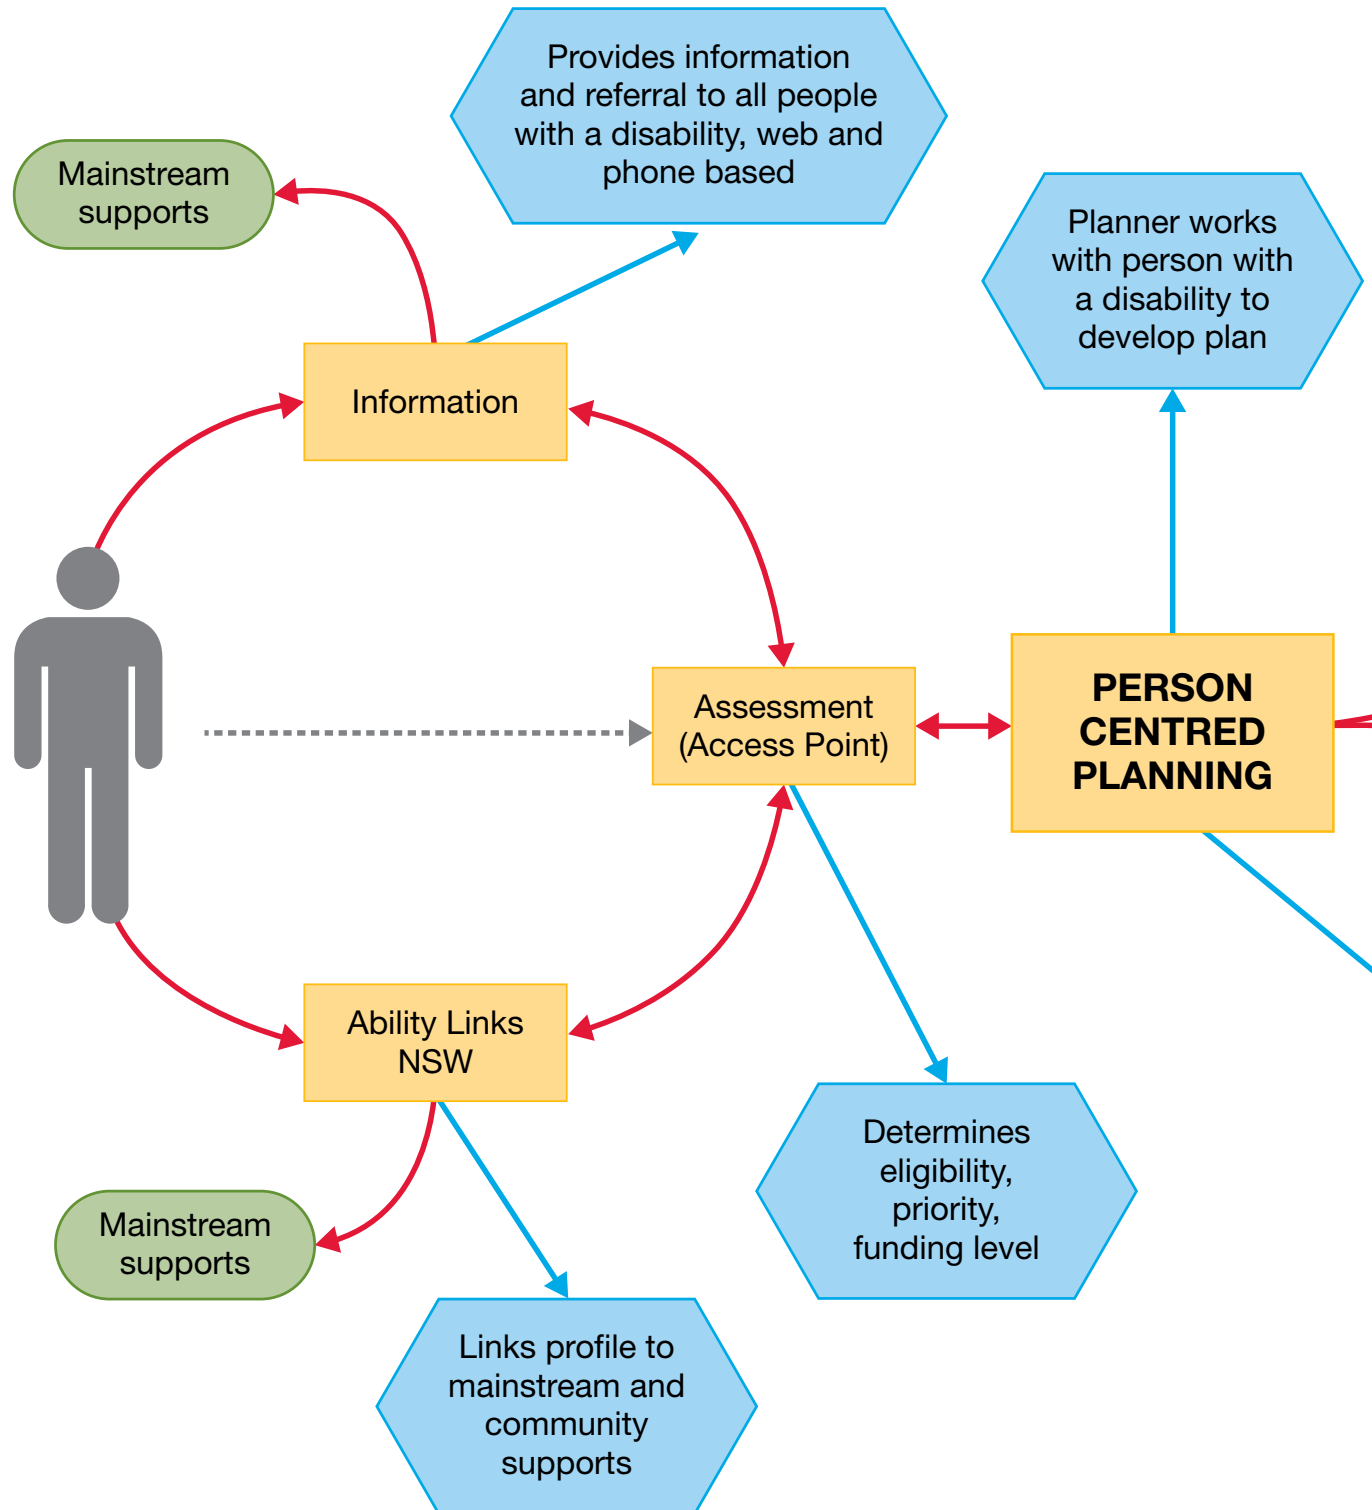 Provides information
and referral to all people
with a disability, web and
phone based
Mainstream
supports
Planner works
with person with
a disability to
develop plan
Information
Assessment
(Access Point)
PERSON
CENTRED
PLANNING
Ability Links
NSW
Determines
eligibility,
priority,
funding level
Mainstream
supports
Links profile to
mainstream and
community
supports